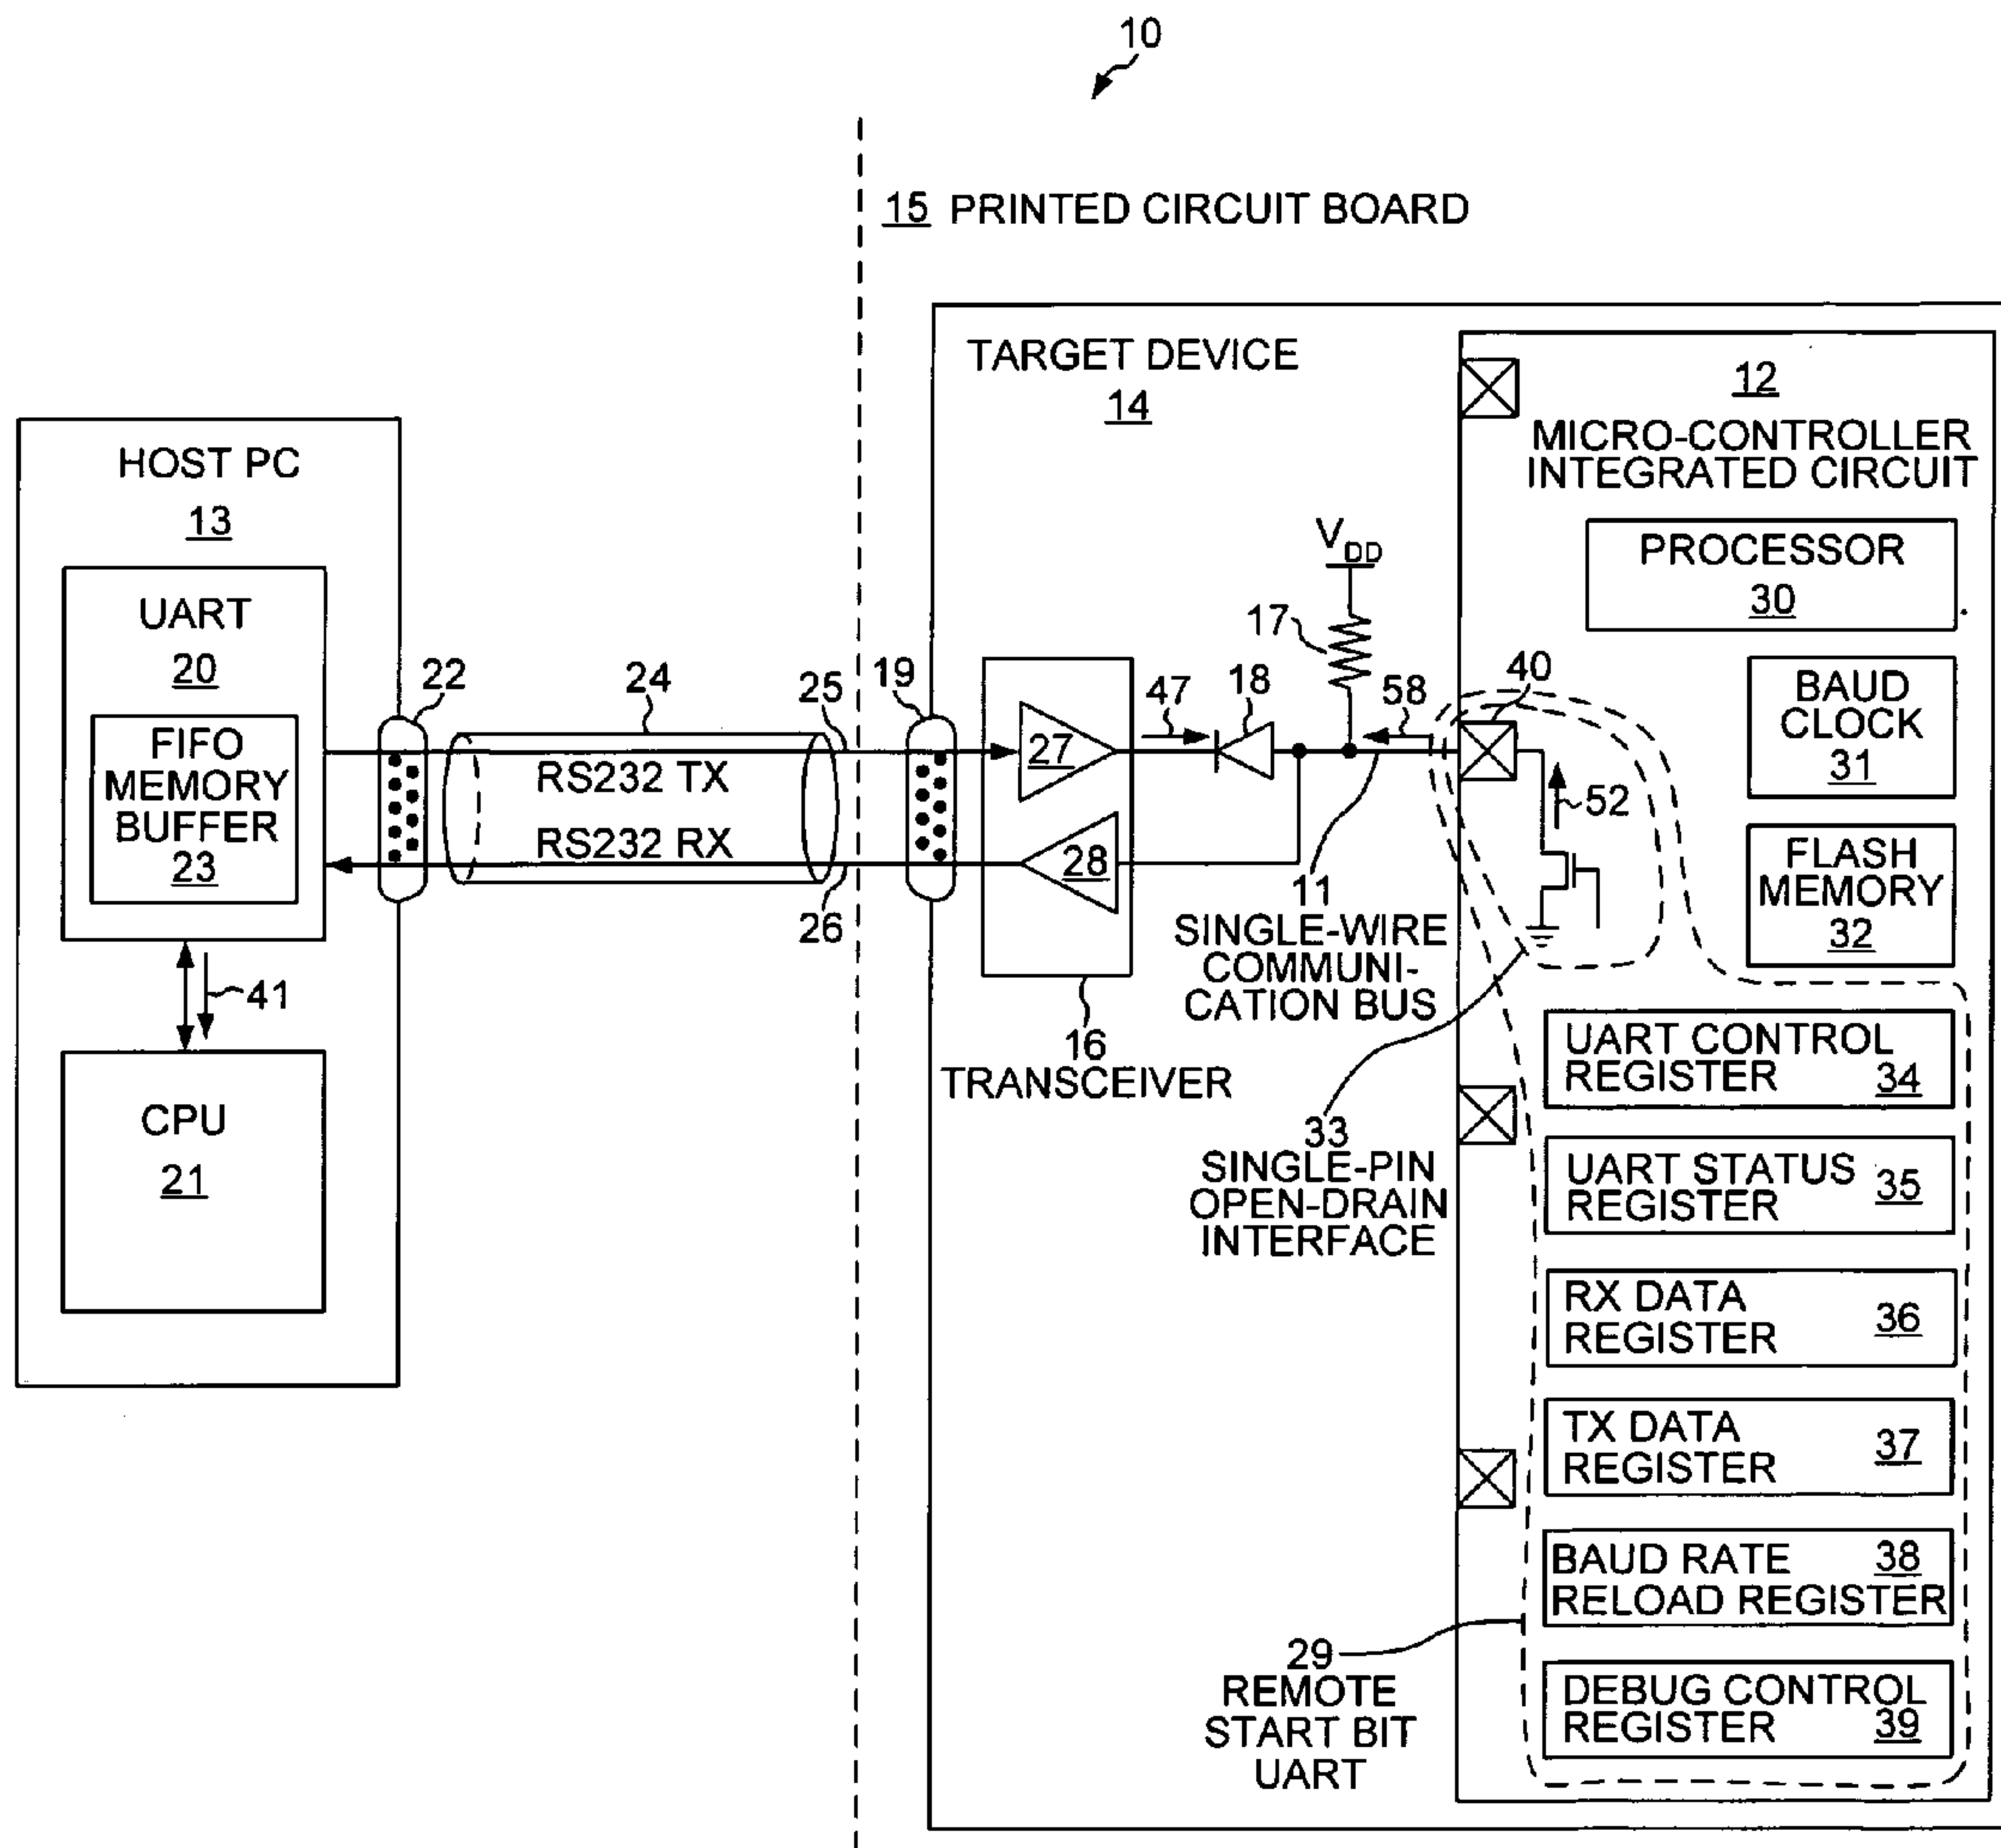 10
15 PRINTED CIRCUIT BOARD
HOST PC
13
UART
20
FIFO
MEMORY
BUFFER
23
41
CPU
21
22
24
25
RS232 TX
RS232 RX
26
19
TARGET DEVICE
14
27
28
16
TRANSCEIVER
47
18
17
VDD
58
11
SINGLE-WIRE
COMMUNI-
CATION BUS
33
SINGLE-PIN
OPEN-DRAIN
INTERFACE
29
REMOTE
START BIT
UART
12
MICRO-CONTROLLER
INTEGRATED CIRCUIT
PROCESSOR
30
40
BAUD
CLOCK
31
52
FLASH
MEMORY
32
UART CONTROL
REGISTER 34
UART STATUS
REGISTER 35
RX DATA
REGISTER 36
TX DATA
REGISTER 37
BAUD RATE 38
RELOAD REGISTER
DEBUG CONTROL
REGISTER 39